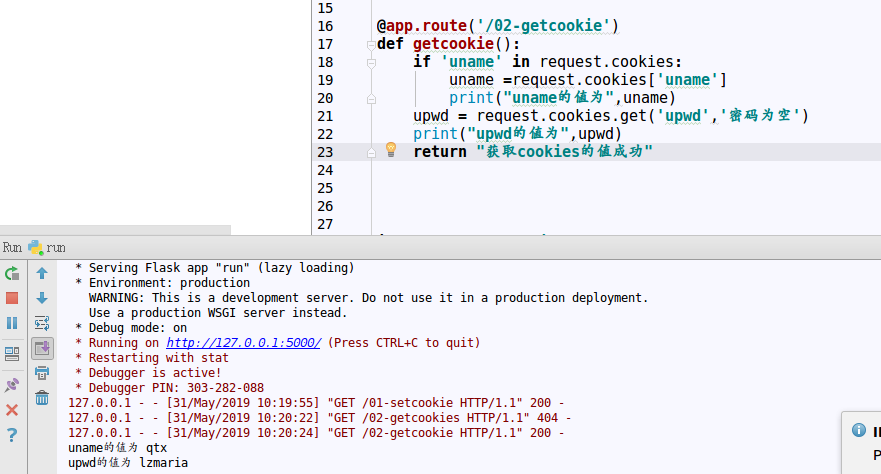 15
16 @app.route('/02-getcookie')
17 def getcookie():
18 if 'uname' in request.cookies:
19 uname =request.cookies['uname']
20 print("uname的值为",uname)
21 upwd = request.cookies.get('upwd','密码为空')
22 print("upwd的值为",upwd)
23 return "获取cookies的值成功"
24
25
26
27
Run run
* Serving Flask app "run" (lazy loading)
* Environment: production
WARNING: This is a development server. Do not use it in a production deployment.
Use a production WSGI server instead.
* Debug mode: on
* Running on http://127.0.0.1:5000/ (Press CTRL+C to quit)
* Restarting with stat
* Debugger is active!
* Debugger PIN: 303-282-088
127.0.0.1 - - [31/May/2019 10:19:55] "GET /01-setcookie HTTP/1.1" 200 -
127.0.0.1 - - [31/May/2019 10:20:22] "GET /02-getcookies HTTP/1.1" 404 -
127.0.0.1 - - [31/May/2019 10:20:24] "GET /02-getcookie HTTP/1.1" 200 -
uname的值为 qtx
upwd的值为 lzmaria